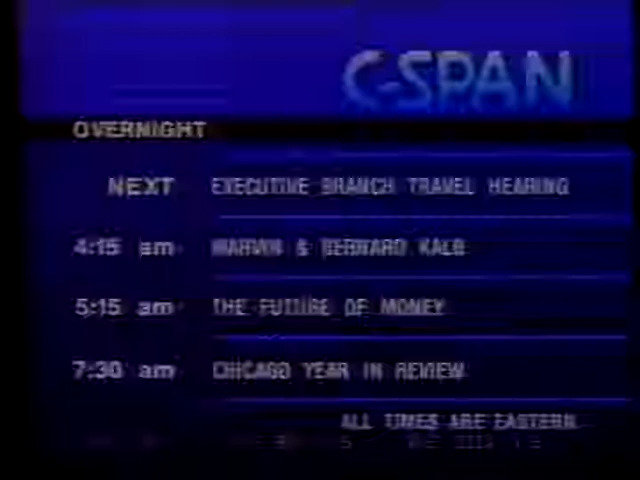 C-SPAN
OVERNIGHT
NEXT EXECUTIVE BRANCH TRAVEL HEARING
4:15 am MARVIN & BERNARD KALB
5:15 am THE FUTURE OF MONEY
7:30 am CHICAGO YEAR IN REVIEW
ALL TIMES ARE EASTERN